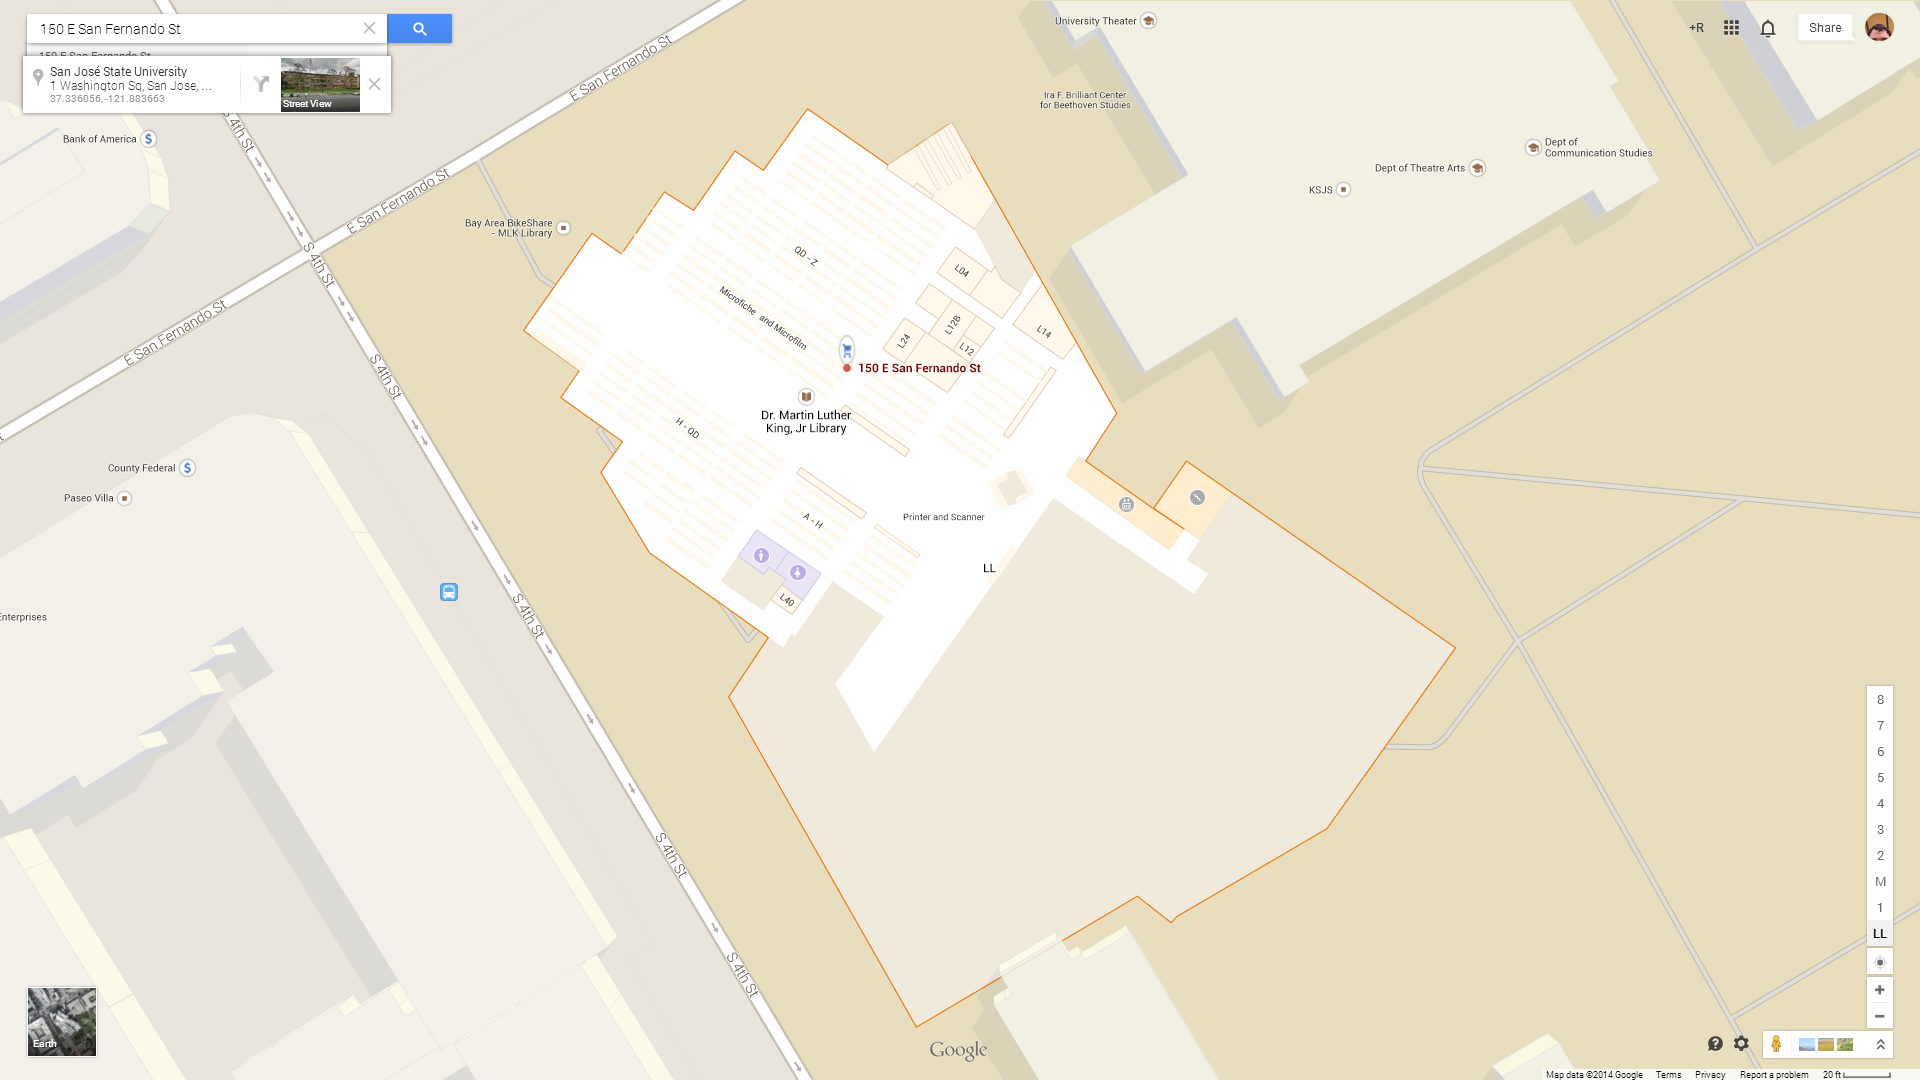 150 E San Fernando St
150 E San Fernando St
San José State University
1 Washington Sq, San Jose, ...
37.336056, -121.883663
Street View
+R
Share
University Theater
Ira F. Brilliant Center
for Beethoven Studies
Dept of
Communication Studies
Dept of Theatre Arts
KSJS
Bank of America
Bay Area BikeShare
- MLK Library
E San Fernando St
E San Fernando St
E San Fernando St
S 4th St
S 4th St
S 4th St
S 4th St
S 4th St
S 4th St
QD - Z
Microfiche and Microfilm
L04
L12B
L14
L24
L12
150 E San Fernando St
Dr. Martin Luther
King, Jr Library
H - QD
A - H
Printer and Scanner
LL
L40
County Federal
Paseo Villa
Enterprises
8
7
6
5
4
3
2
M
1
LL
+
−
Earth
Google
Map data ©2014 Google
Terms
Privacy
Report a problem
20 ft